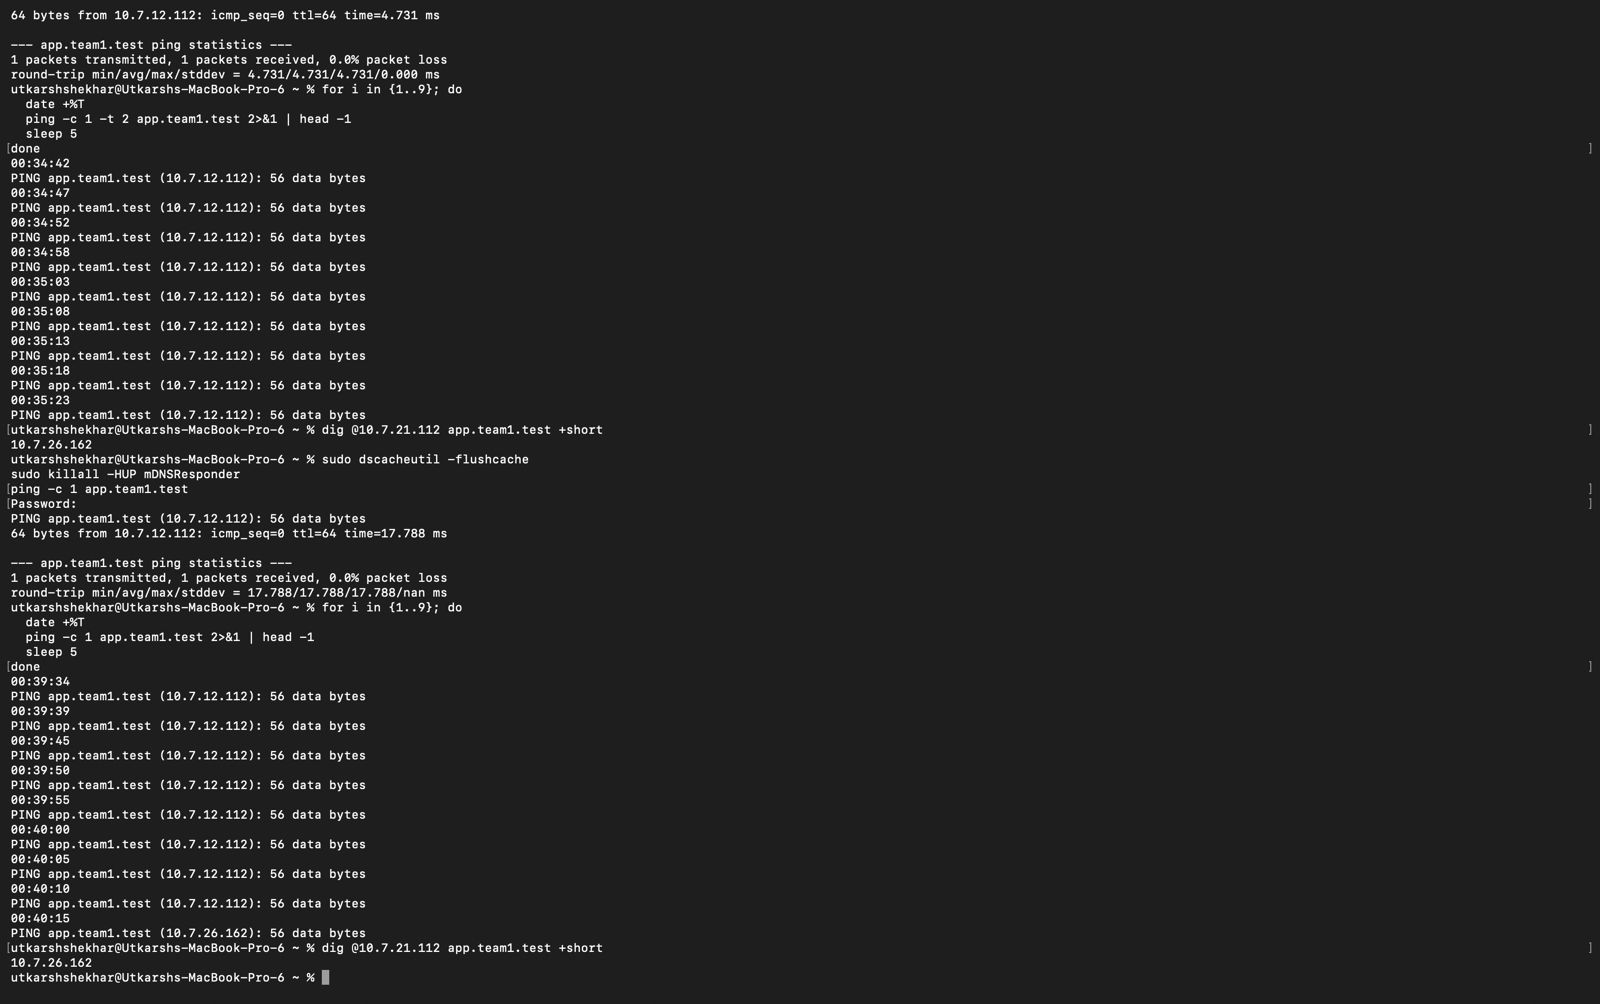 64 bytes from 10.7.12.112: icmp_seq=0 ttl=64 time=4.731 ms
--- app.team1.test ping statistics ---
1 packets transmitted, 1 packets received, 0.0% packet loss
round-trip min/avg/max/stddev = 4.731/4.731/4.731/0.000 ms
utkarshshekhar@Utkarshs-MacBook-Pro-6 ~ % for i in {1..9}; do
  date +%T
  ping -c 1 -t 2 app.team1.test 2>&1 | head -1
  sleep 5
[done ]
00:34:42
PING app.team1.test (10.7.12.112): 56 data bytes
00:34:47
PING app.team1.test (10.7.12.112): 56 data bytes
00:34:52
PING app.team1.test (10.7.12.112): 56 data bytes
00:34:58
PING app.team1.test (10.7.12.112): 56 data bytes
00:35:03
PING app.team1.test (10.7.12.112): 56 data bytes
00:35:08
PING app.team1.test (10.7.12.112): 56 data bytes
00:35:13
PING app.team1.test (10.7.12.112): 56 data bytes
00:35:18
PING app.team1.test (10.7.12.112): 56 data bytes
00:35:23
PING app.team1.test (10.7.12.112): 56 data bytes
[utkarshshekhar@Utkarshs-MacBook-Pro-6 ~ % dig @10.7.21.112 app.team1.test +short ]
10.7.26.162
utkarshshekhar@Utkarshs-MacBook-Pro-6 ~ % sudo dscacheutil -flushcache
sudo killall -HUP mDNSResponder
[ping -c 1 app.team1.test ]
[Password: ]
PING app.team1.test (10.7.12.112): 56 data bytes
64 bytes from 10.7.12.112: icmp_seq=0 ttl=64 time=17.788 ms
--- app.team1.test ping statistics ---
1 packets transmitted, 1 packets received, 0.0% packet loss
round-trip min/avg/max/stddev = 17.788/17.788/17.788/nan ms
utkarshshekhar@Utkarshs-MacBook-Pro-6 ~ % for i in {1..9}; do
  date +%T
  ping -c 1 app.team1.test 2>&1 | head -1
  sleep 5
[done ]
00:39:34
PING app.team1.test (10.7.12.112): 56 data bytes
00:39:39
PING app.team1.test (10.7.12.112): 56 data bytes
00:39:45
PING app.team1.test (10.7.12.112): 56 data bytes
00:39:50
PING app.team1.test (10.7.12.112): 56 data bytes
00:39:55
PING app.team1.test (10.7.12.112): 56 data bytes
00:40:00
PING app.team1.test (10.7.12.112): 56 data bytes
00:40:05
PING app.team1.test (10.7.12.112): 56 data bytes
00:40:10
PING app.team1.test (10.7.12.112): 56 data bytes
00:40:15
PING app.team1.test (10.7.26.162): 56 data bytes
[utkarshshekhar@Utkarshs-MacBook-Pro-6 ~ % dig @10.7.21.112 app.team1.test +short ]
10.7.26.162
utkarshshekhar@Utkarshs-MacBook-Pro-6 ~ %